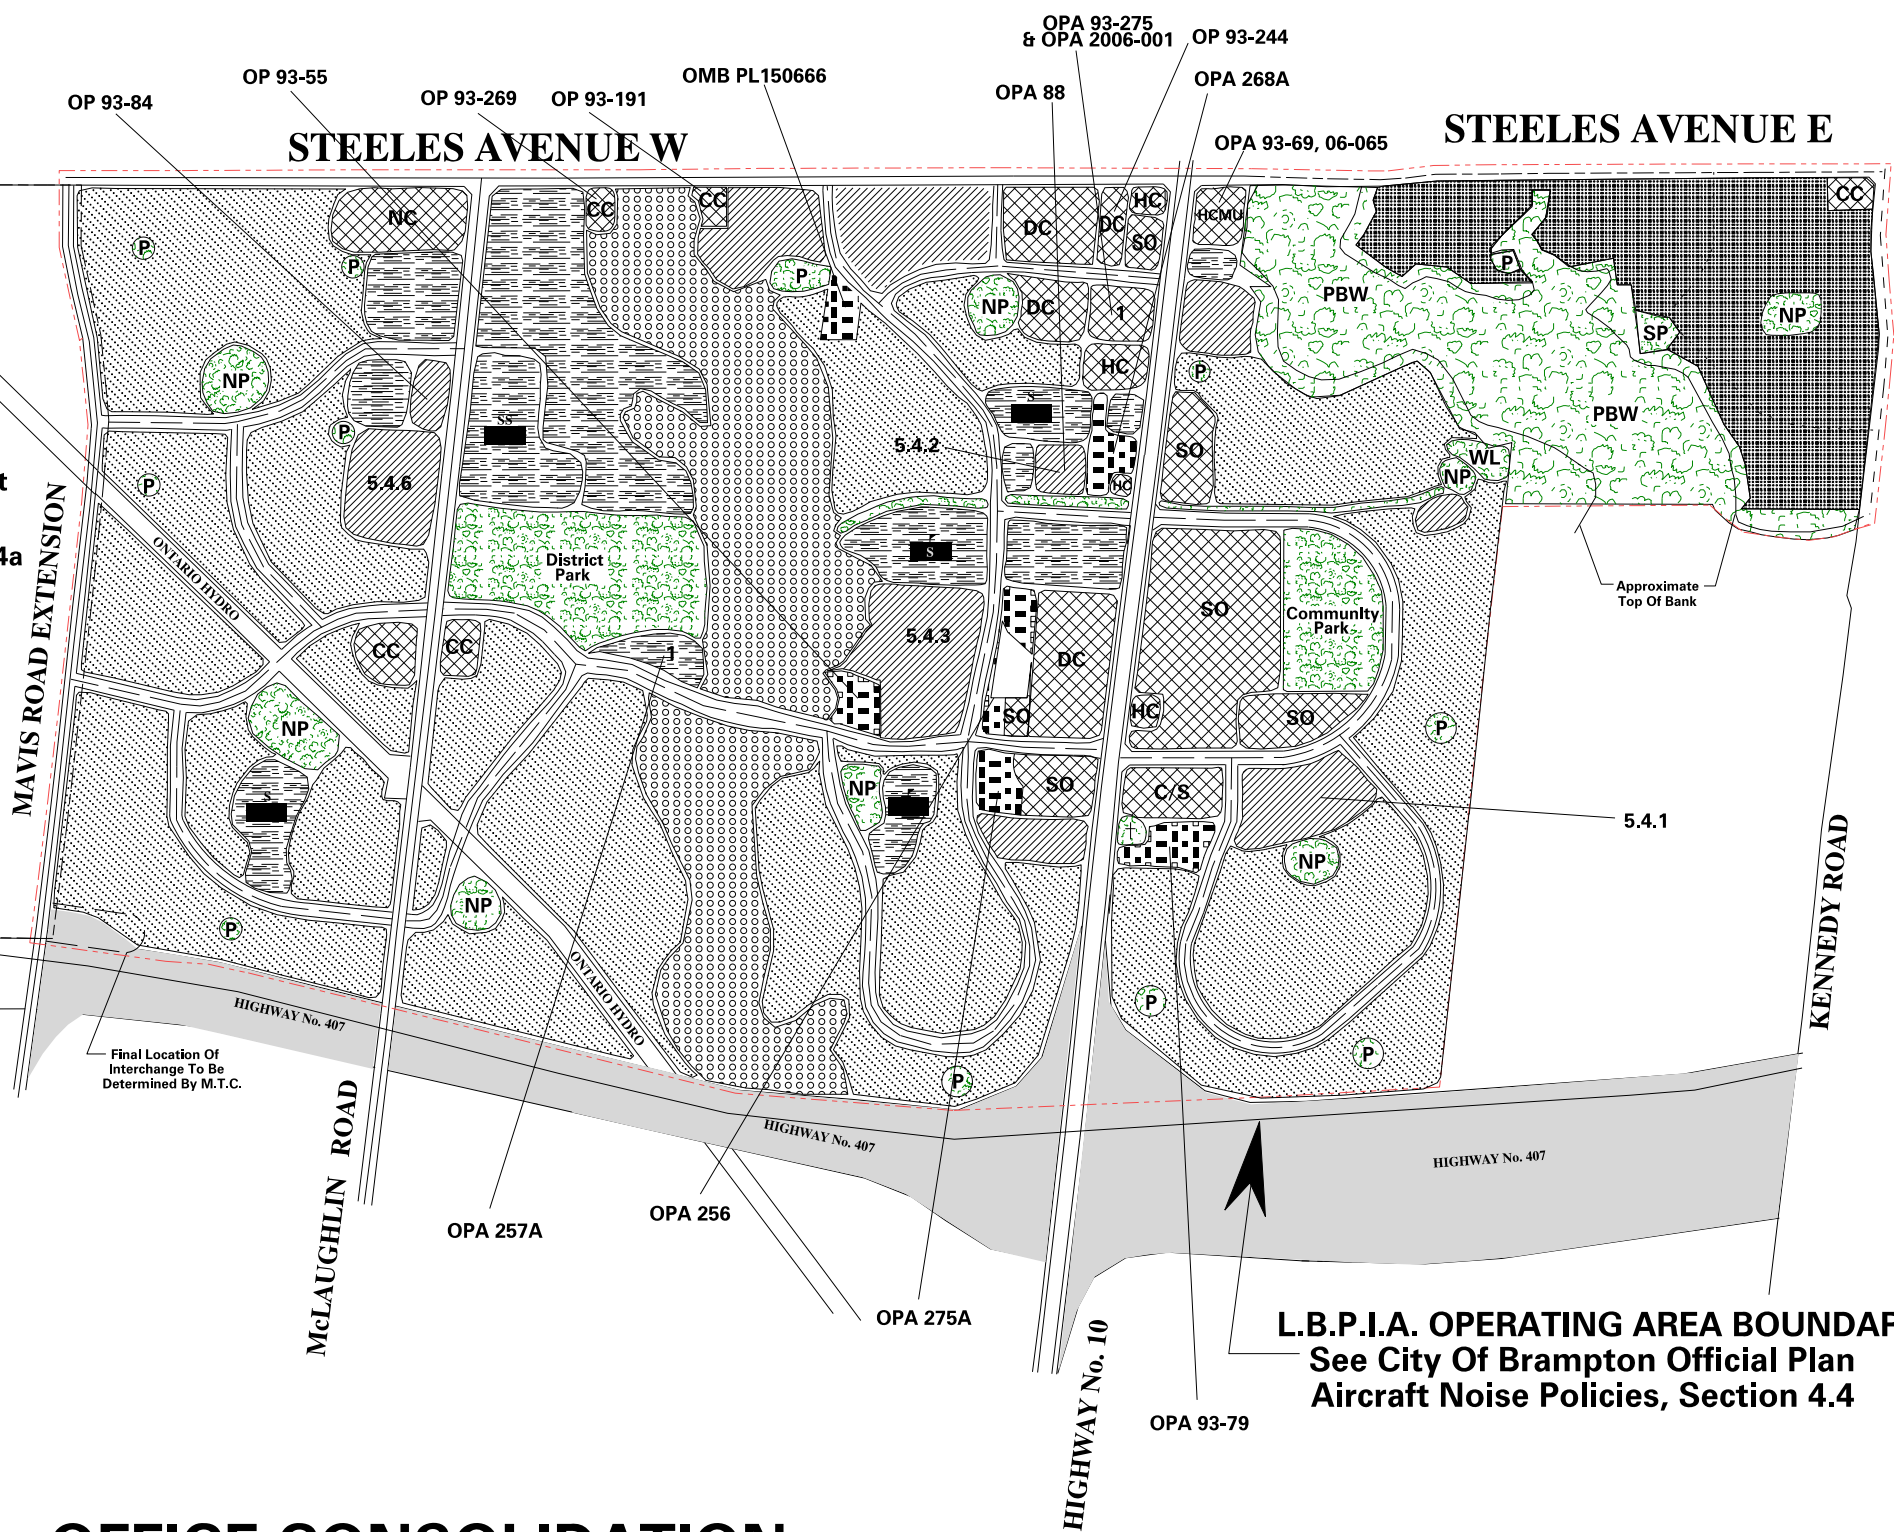 OPA 93-275
& OPA 2006-001
OP 93-244
OP 93-55
OMB PL150666
OPA 268A
OP 93-84
OP 93-269
OP 93-191
OPA 88
STEELES AVENUE W
OPA 93-69, 06-065
STEELES AVENUE E
NC
CC
CC
DC
DC
HC
SO
HCMU
CC
P
P
P
P
NP
DC
1
PBW
SP
NP
NP
HC
P
PBW
SS
S
P
5.4.2
SO
WL
NP
5.4.6
P
HC
t
4a
MAVIS ROAD EXTENSION
ONTARIO HYDRO
District
Park
S
Approximate
Top Of Bank
SO
Community
Park
CC
CC
1
5.4.3
DC
NP
SO
HC
SO
P
S
NP
SO
C/S
5.4.1
NP
NP
P
KENNEDY ROAD
ONTARIO HYDRO
HIGHWAY No. 407
P
P
P
Final Location Of
Interchange To Be
Determined By M.T.C.
McLAUGHLIN ROAD
HIGHWAY No. 407
HIGHWAY No. 407
OPA 257A
OPA 256
OPA 275A
L.B.P.I.A. OPERATING AREA BOUNDAR
See City Of Brampton Official Plan
Aircraft Noise Policies, Section 4.4
OPA 93-79
HIGHWAY No. 10
OFFICE CONSOLIDATION